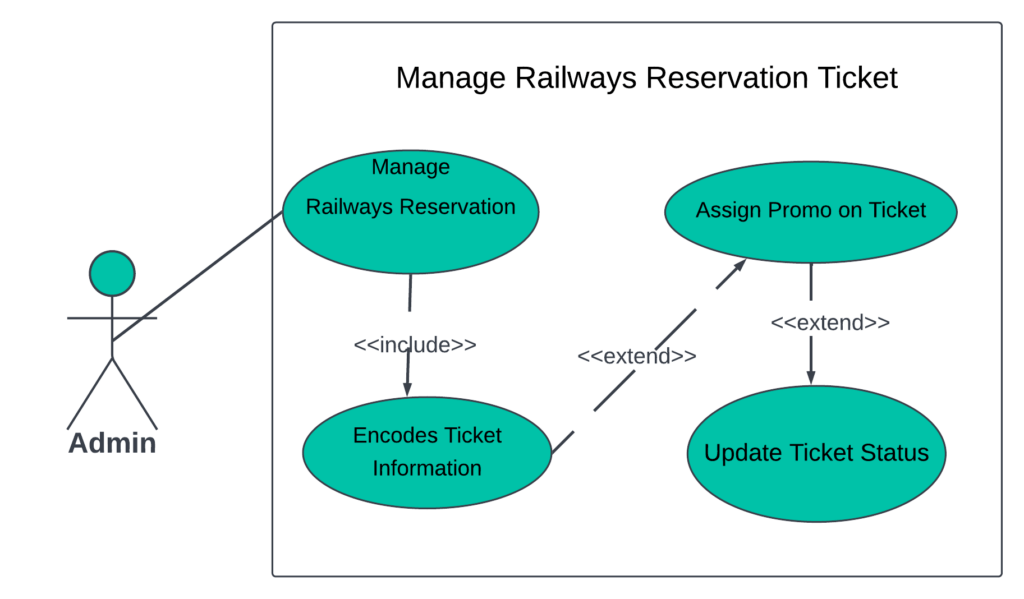 Manage Railways Reservation Ticket
Manage
Railways Reservation
Assign Promo on Ticket
<<include>>
<<extend>>
<<extend>>
Encodes Ticket
Information
Update Ticket Status
Admin